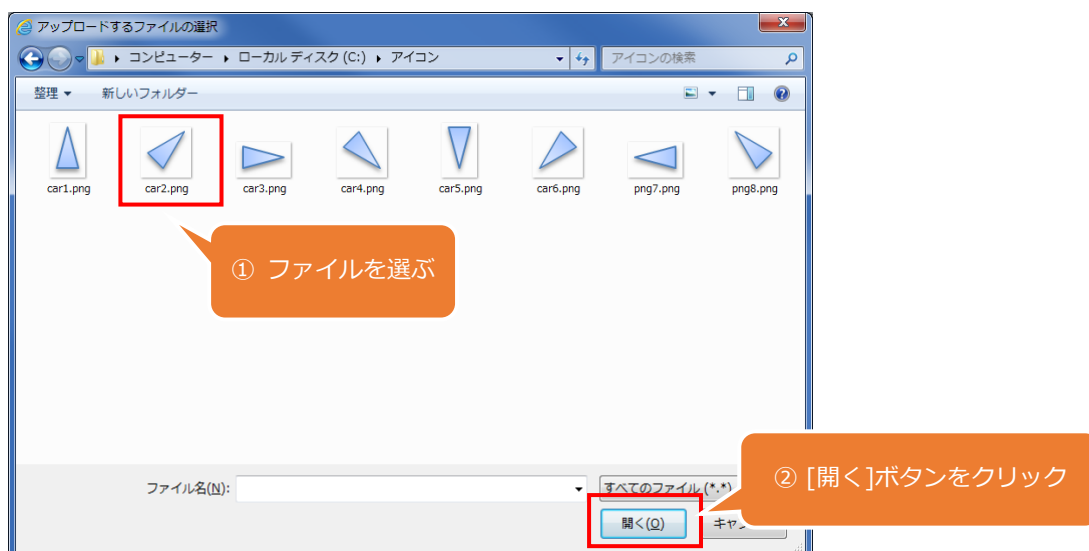 アップロードするファイルの選択
コンピューター ローカル ディスク (C:) アイコン アイコンの検索
整理 新しいフォルダー
car1.png car2.png car3.png car4.png car5.png car6.png png7.png png8.png
① ファイルを選ぶ
② [開く]ボタンをクリック
ファイル名(N): すべてのファイル (*.*)
開く(O)